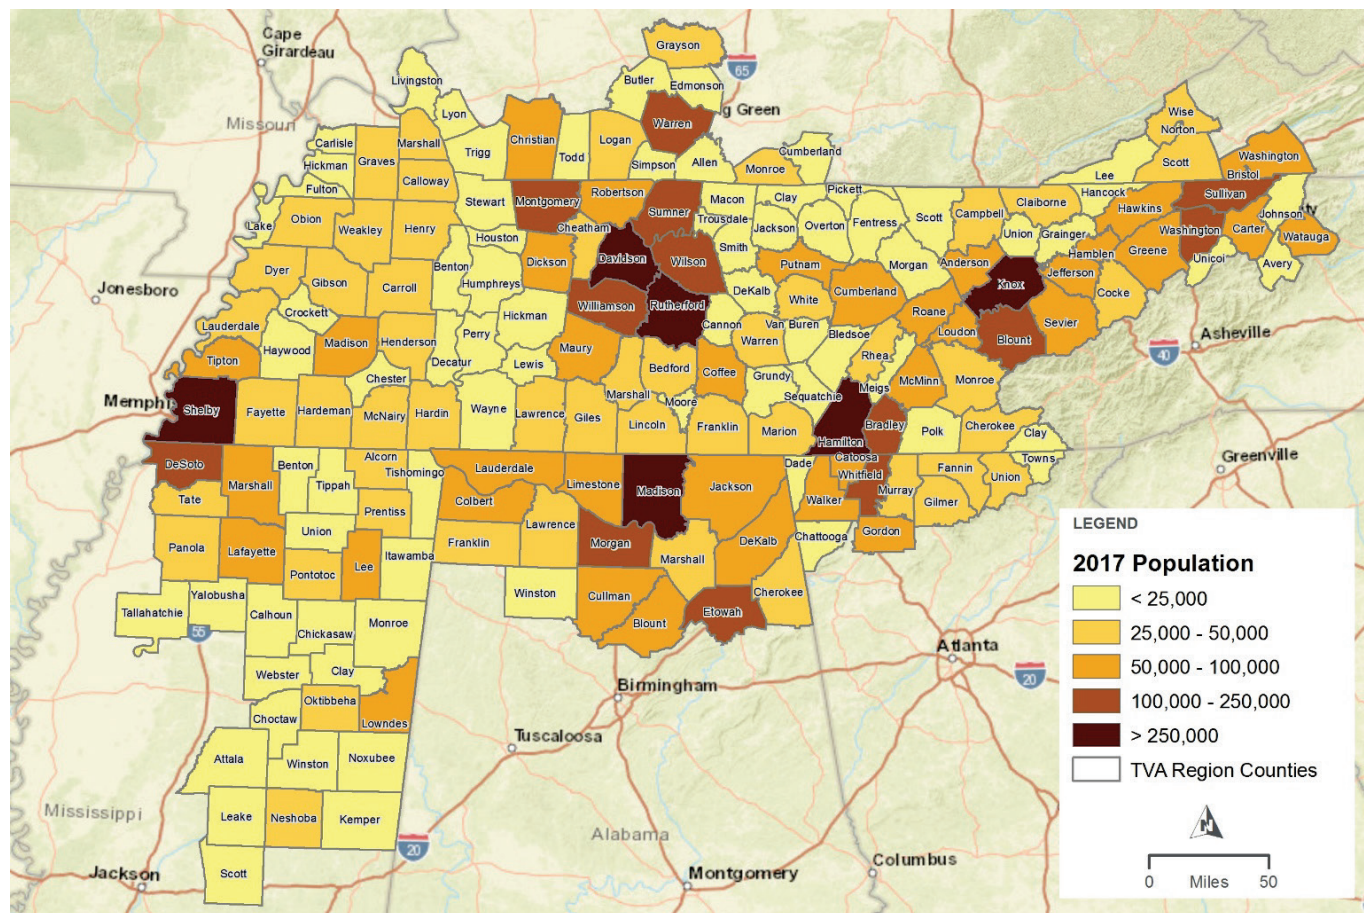 Cape
Girardeau
Grayson
65
Livingston
Butler
Edmonson
Lyon
g Green
Wise
Missouri
Warren
Norton
Carlisle
Marshall
Christian
Logan
Trigg
Todd
Cumberland
Washington
Hickman
Graves
Simpson
Allen
Monroe
Scott
Bristol
Calloway
Lee
Fulton
Stewart
Montgomery
Robertson
Macon
Clay
Pickett
Hancock
Sullivan
Sumner
Trousdale
Overton
Fentress
Scott
Campbell
Claiborne
Hawkins
Johnson
ty
Lake
Obion
Weakley
Henry
Cheatham
Jackson
Union
Grainger
Washington
Carter
Watauga
Houston
Smith
Hamblen
Greene
Unicoi
Avery
Dyer
Benton
Dickson
Davidson
Wilson
Putnam
Morgan
Anderson
Jefferson
Gibson
Carroll
Humphreys
DeKalb
Knox
Cocke
Jonesboro
Crockett
Hickman
Williamson
Rutherford
White
Cumberland
Roane
Sevier
Lauderdale
Perry
Cannon
Van Buren
Loudon
Blount
Asheville
Tipton
Haywood
Madison
Henderson
Decatur
Lewis
Maury
Warren
Bledsoe
Rhea
40
Chester
Bedford
Coffee
Grundy
Meigs
McMinn
Monroe
Memphi
Shelby
Fayette
Hardeman
McNairy
Hardin
Wayne
Lawrence
Giles
Marshall
Moore
Sequatchie
Lincoln
Franklin
Marion
Hamilton
Bradley
Polk
Cherokee
Clay
DeSoto
Benton
Alcorn
Tishomingo
Lauderdale
Limestone
Madison
Jackson
Dade
Catoosa
Whitfield
Fannin
Towns
Greenville
Tate
Marshall
Tippah
Prentiss
Colbert
Walker
Murray
Gilmer
Union
Union
Lawrence
Panola
Lafayette
Pontotoc
Lee
Itawamba
Franklin
Morgan
Marshall
DeKalb
Chattooga
Gordon
Tallahatchie
Yalobusha
Calhoun
Monroe
Winston
Cullman
Cherokee
Etowah
55
Chickasaw
Blount
Webster
Clay
Atlanta
20
Oktibbeha
Lowndes
Birmingham
Choctaw
Tuscaloosa
Attala
Winston
Noxubee
Mississippi
Leake
Neshoba
Kemper
Alabama
20
Jackson
Scott
Montgomery
Columbus
LEGEND
2017 Population
< 25,000
25,000 - 50,000
50,000 - 100,000
100,000 - 250,000
> 250,000
TVA Region Counties
N
0 Miles 50